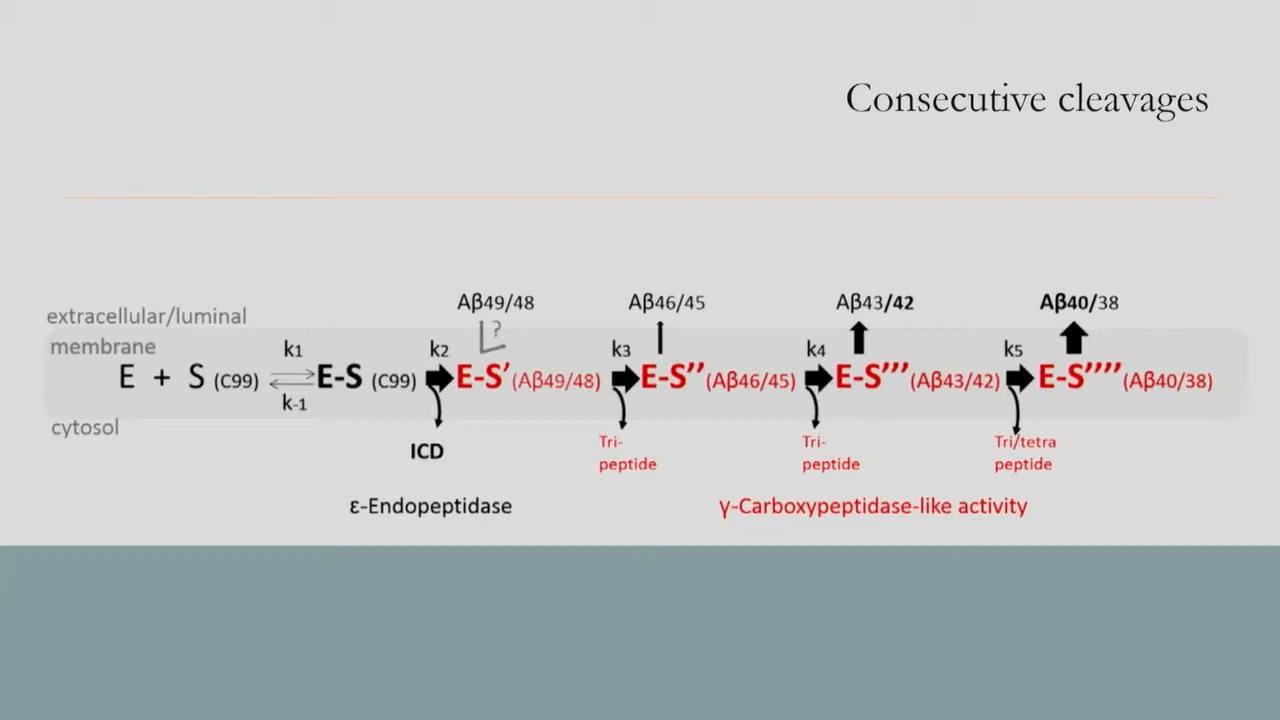 Consecutive cleavages
extracellular/luminal
Aβ49/48
Aβ46/45
Aβ43/42
Aβ40/38
?
membrane
k1
k2
k3
k4
k5
E + S (C99) E-S (C99) E-S′(Aβ49/48) E-S′′(Aβ46/45) E-S′′′(Aβ43/42) E-S′′′′(Aβ40/38)
k-1
cytosol
ICD
Tri-
peptide
Tri-
peptide
Tri/tetra
peptide
ε-Endopeptidase
γ-Carboxypeptidase-like activity